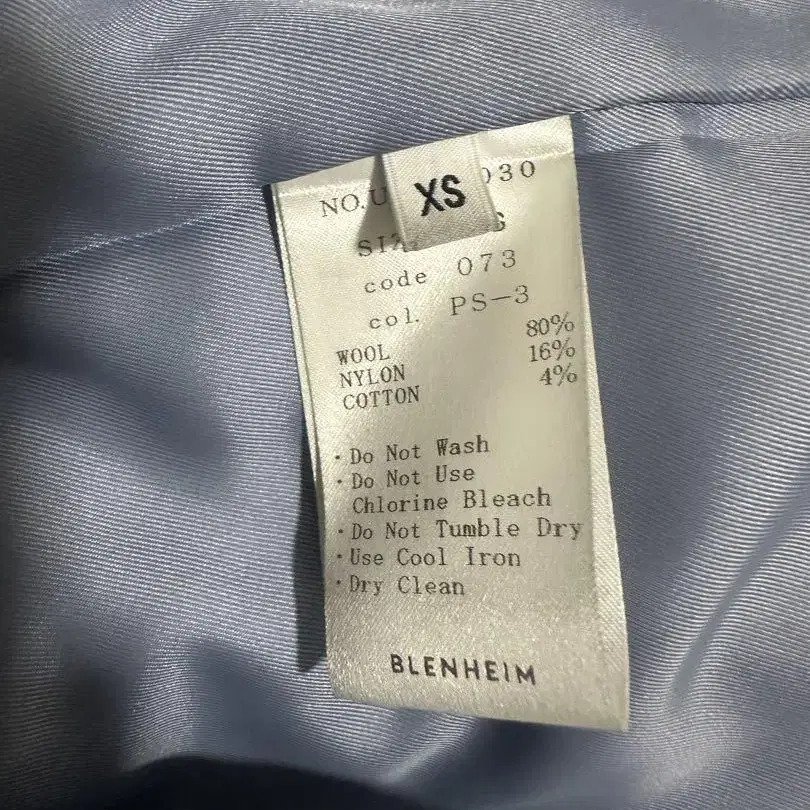 XS
NO.U 030
SIZ S
code 073
col. PS-3
WOOL 80%
NYLON 16%
COTTON 4%
・Do Not Wash
・Do Not Use
Chlorine Bleach
・Do Not Tumble Dry
・Use Cool Iron
・Dry Clean
BLENHEIM